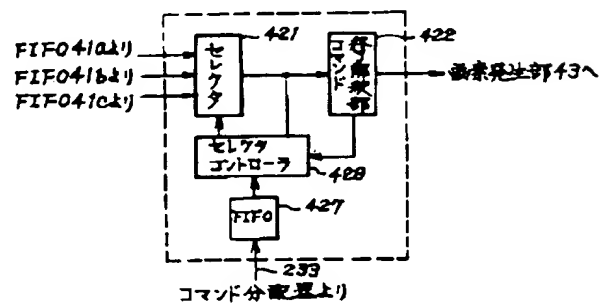 FIFO41aより
FIFO41bより
FIFO41cより
セレクタ
421
コマンド
解釈部
422
画素発生部43へ
セレクタ
コントローラ
428
FIFO
427
233
コマンド分配器より